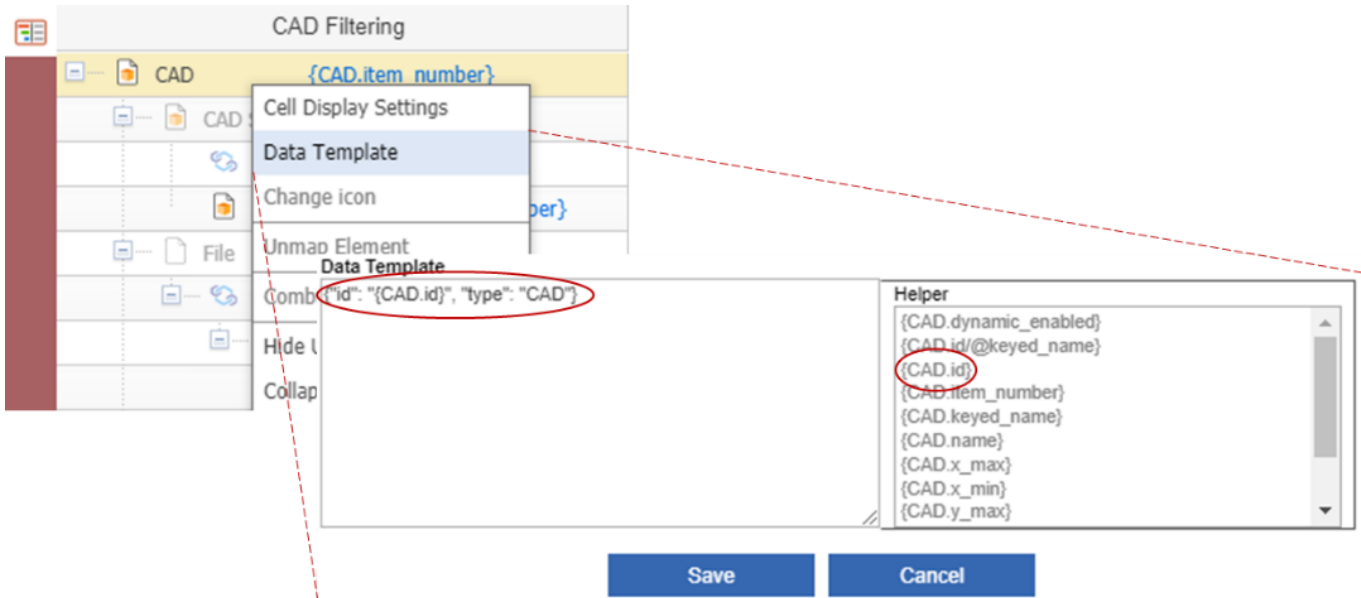 CAD Filtering
CAD {CAD.item_number}
Cell Display Settings
CAD
Data Template
Change icon
ber}
Unmap Element
File
Data Template
Comb
{"id": "{CAD.id}", "type": "CAD"}
Hide
Collap
Helper
{CAD.dynamic_enabled}
{CAD.id/@keyed_name}
{CAD.id}
{CAD.item_number}
{CAD.keyed_name}
{CAD.name}
{CAD.x_max}
{CAD.x_min}
{CAD.y_max}
Save Cancel